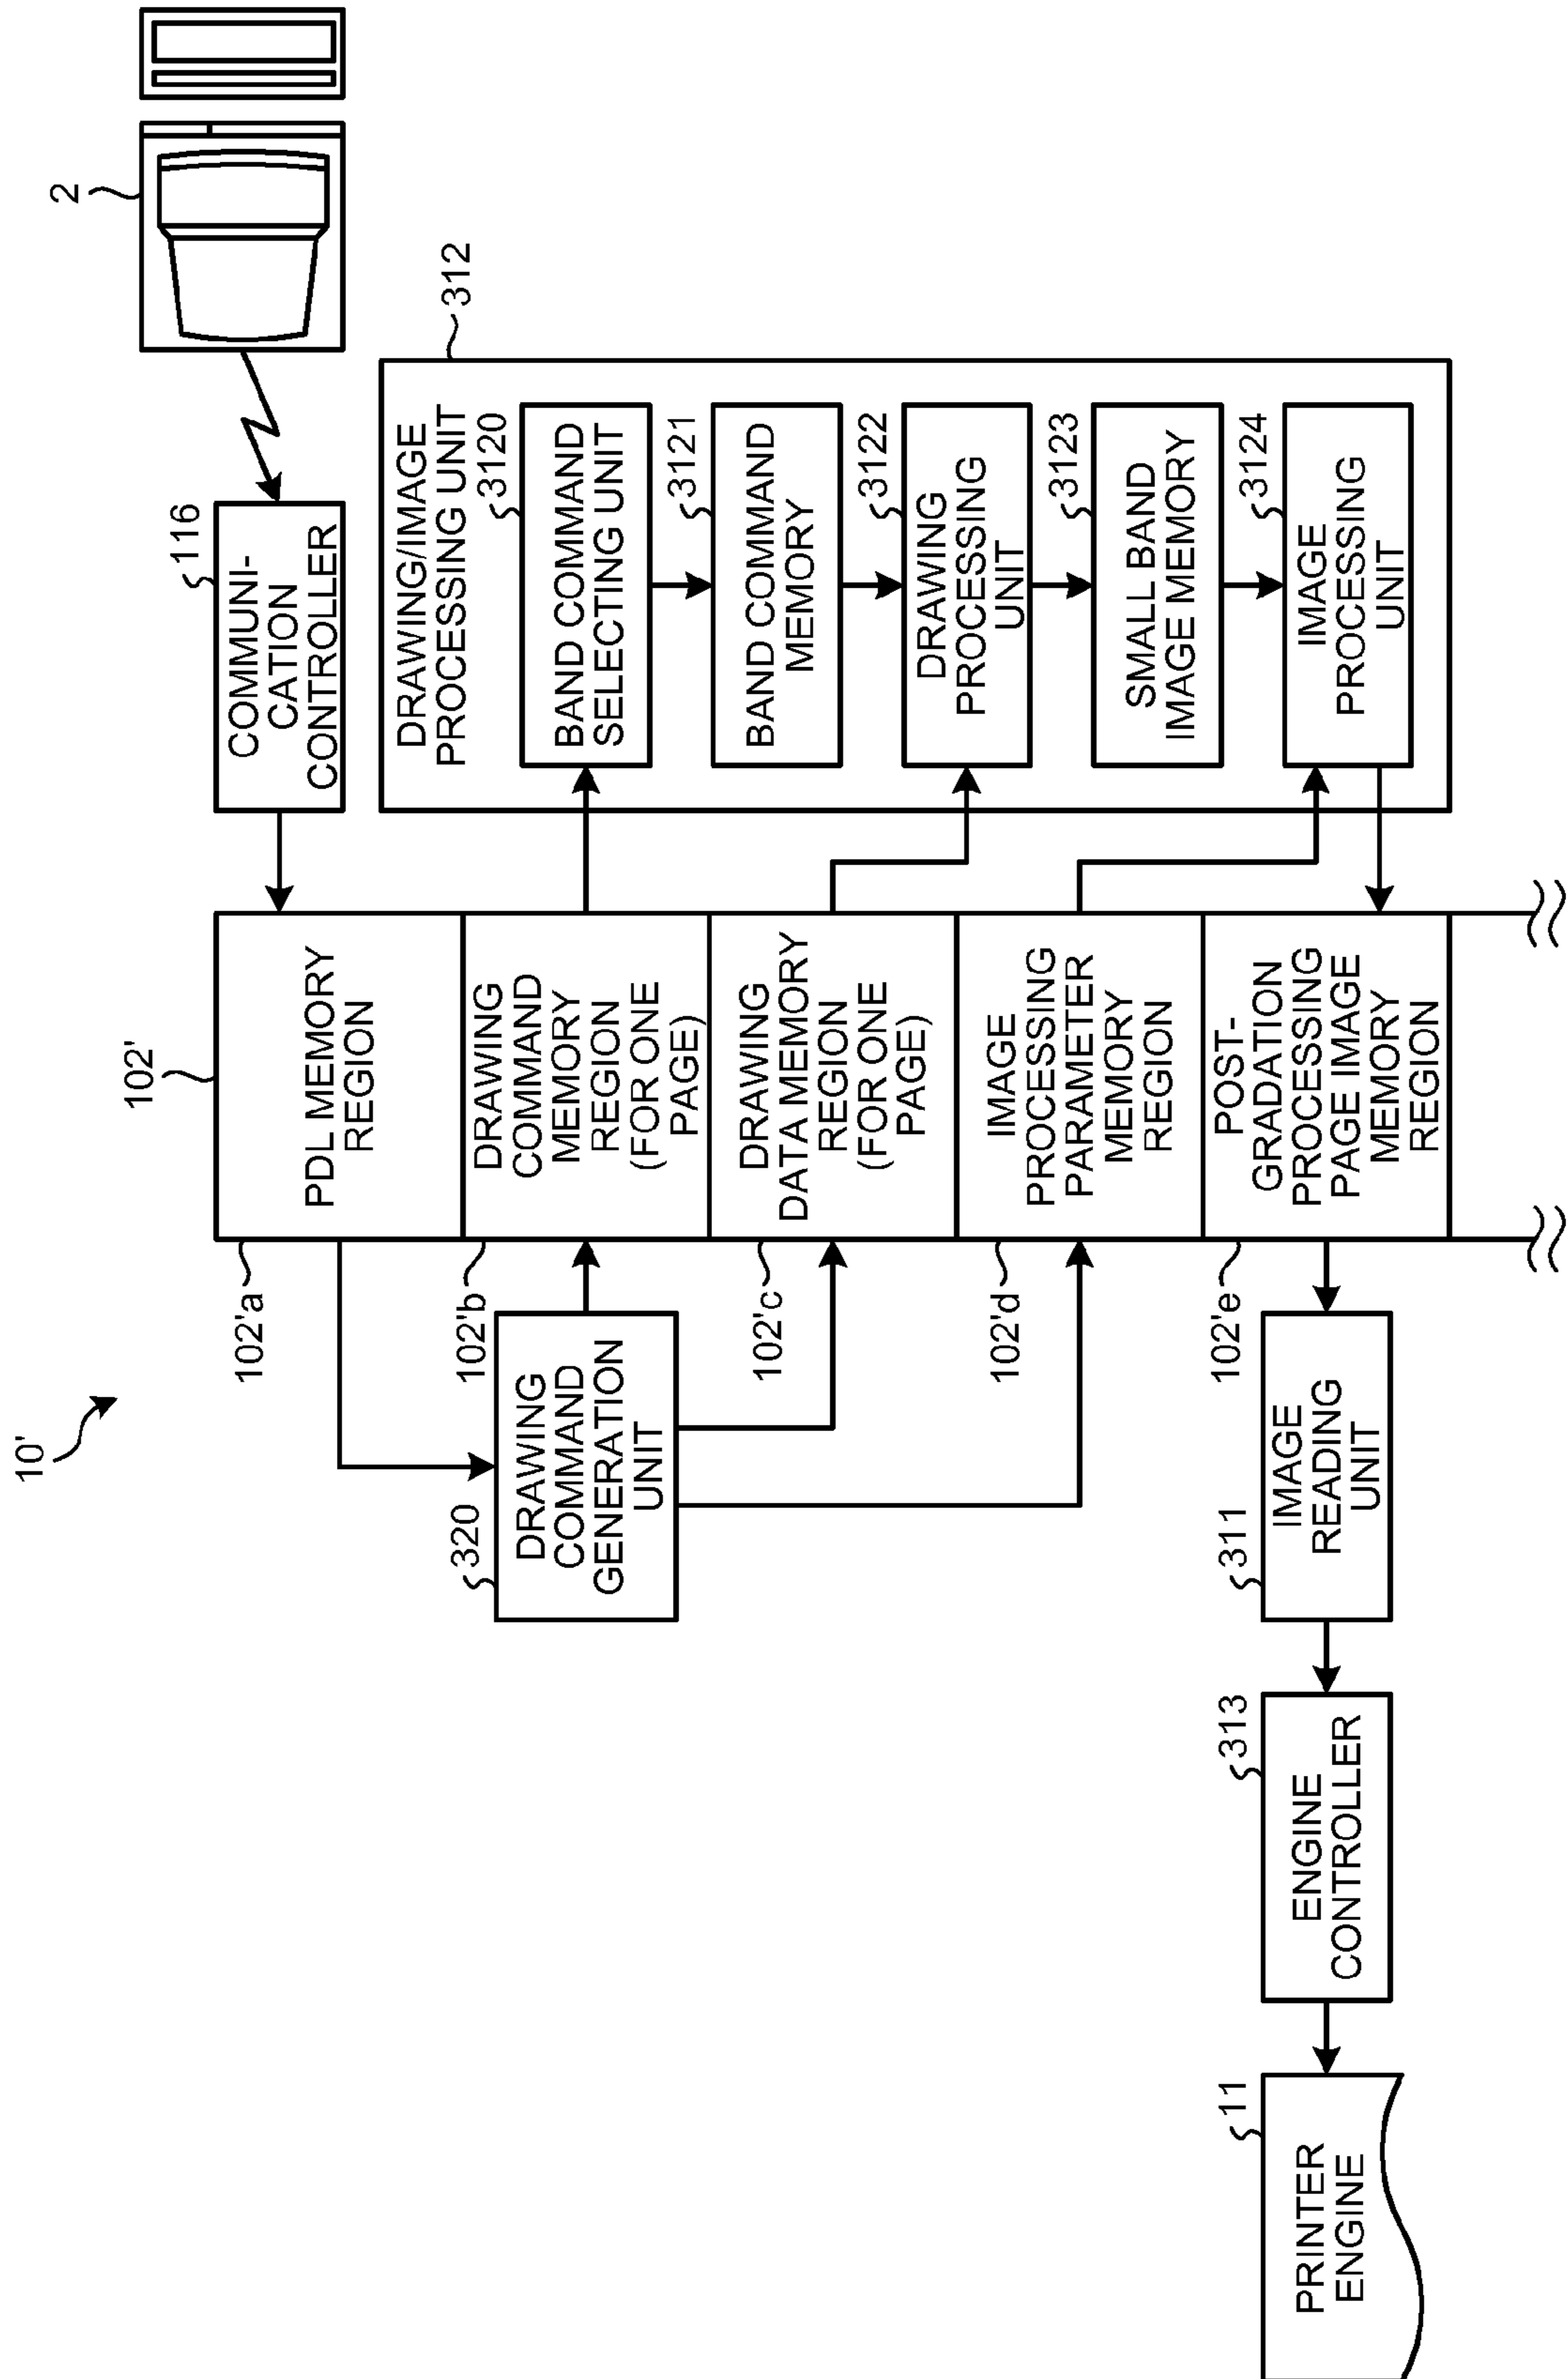 10'
2
116
COMMUNI-
CATION
CONTROLLER
102'
102'a
PDL MEMORY
REGION
102'b
DRAWING
COMMAND
MEMORY
REGION
(FOR ONE
PAGE)
102'c
DRAWING
DATA MEMORY
REGION
(FOR ONE
PAGE)
102'd
IMAGE
PROCESSING
PARAMETER
MEMORY
REGION
102'e
POST-
GRADATION
PROCESSING
PAGE IMAGE
MEMORY
REGION
320
DRAWING
COMMAND
GENERATION
UNIT
312
DRAWING/IMAGE
PROCESSING UNIT
3120
BAND COMMAND
SELECTING UNIT
3121
BAND COMMAND
MEMORY
3122
DRAWING
PROCESSING
UNIT
3123
SMALL BAND
IMAGE MEMORY
3124
IMAGE
PROCESSING
UNIT
311
IMAGE
READING
UNIT
313
ENGINE
CONTROLLER
11
PRINTER
ENGINE